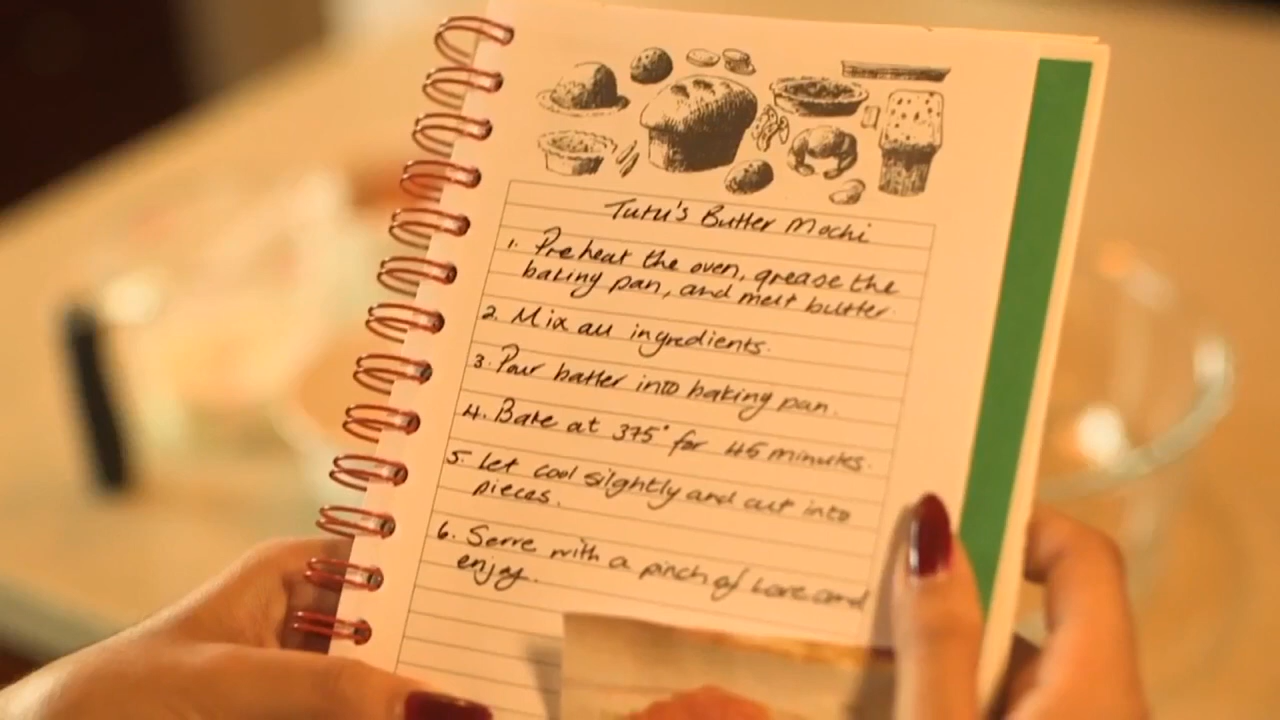 Tutu's Butter Mochi
1. Preheat the oven, grease the
baking pan, and melt butter.
2. Mix all ingredients.
3. Pour batter into baking pan.
4. Bake at 375° for 45 minutes.
5. Let cool silghtly and cut into
pieces.
6. Serve with a pinch of Love and
enjoy.